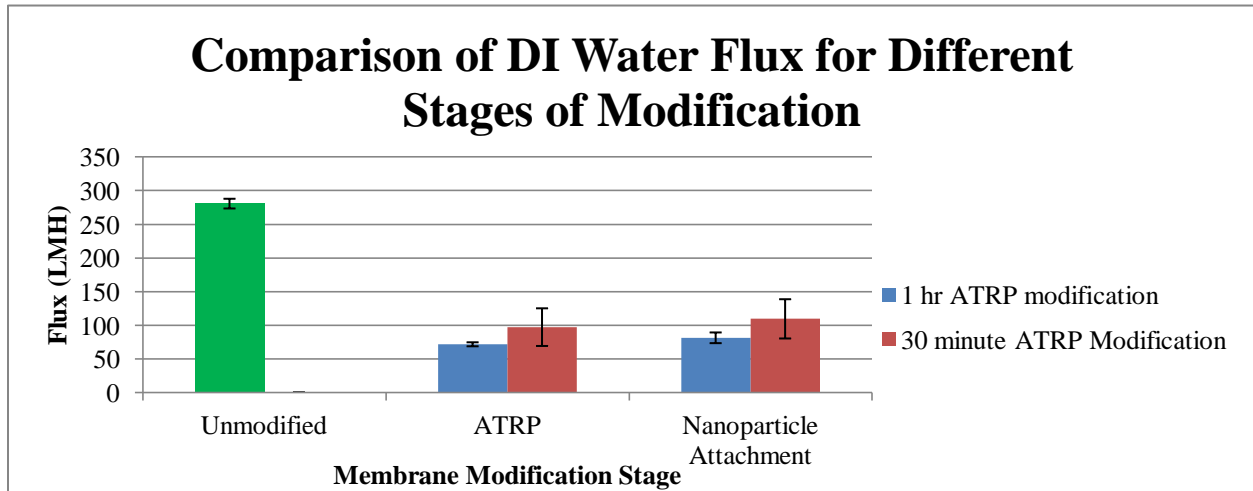 Comparison of DI Water Flux for Different
Stages of Modification
350
300
250
200
150
100
50
0
Flux (LMH)
Unmodified
ATRP
Nanoparticle
Attachment
Membrane Modification Stage
1 hr ATRP modification
30 minute ATRP Modification